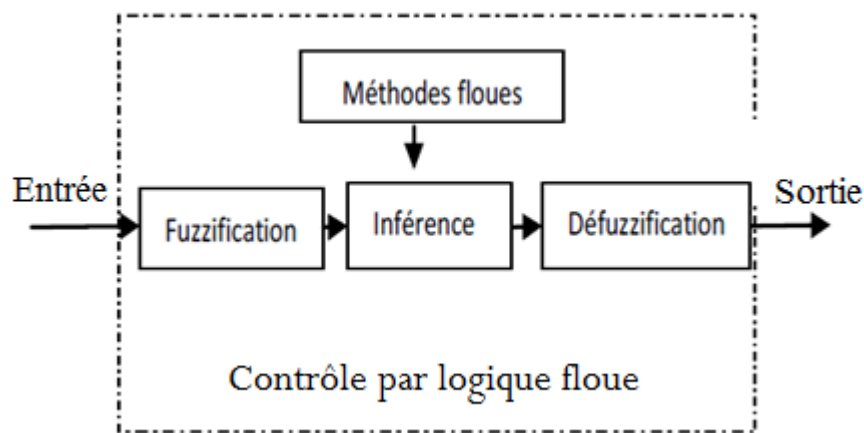 Méthodes floues
Entrée
Fuzzification
Inférence
Défuzzification
Sortie
Contrôle par logique floue